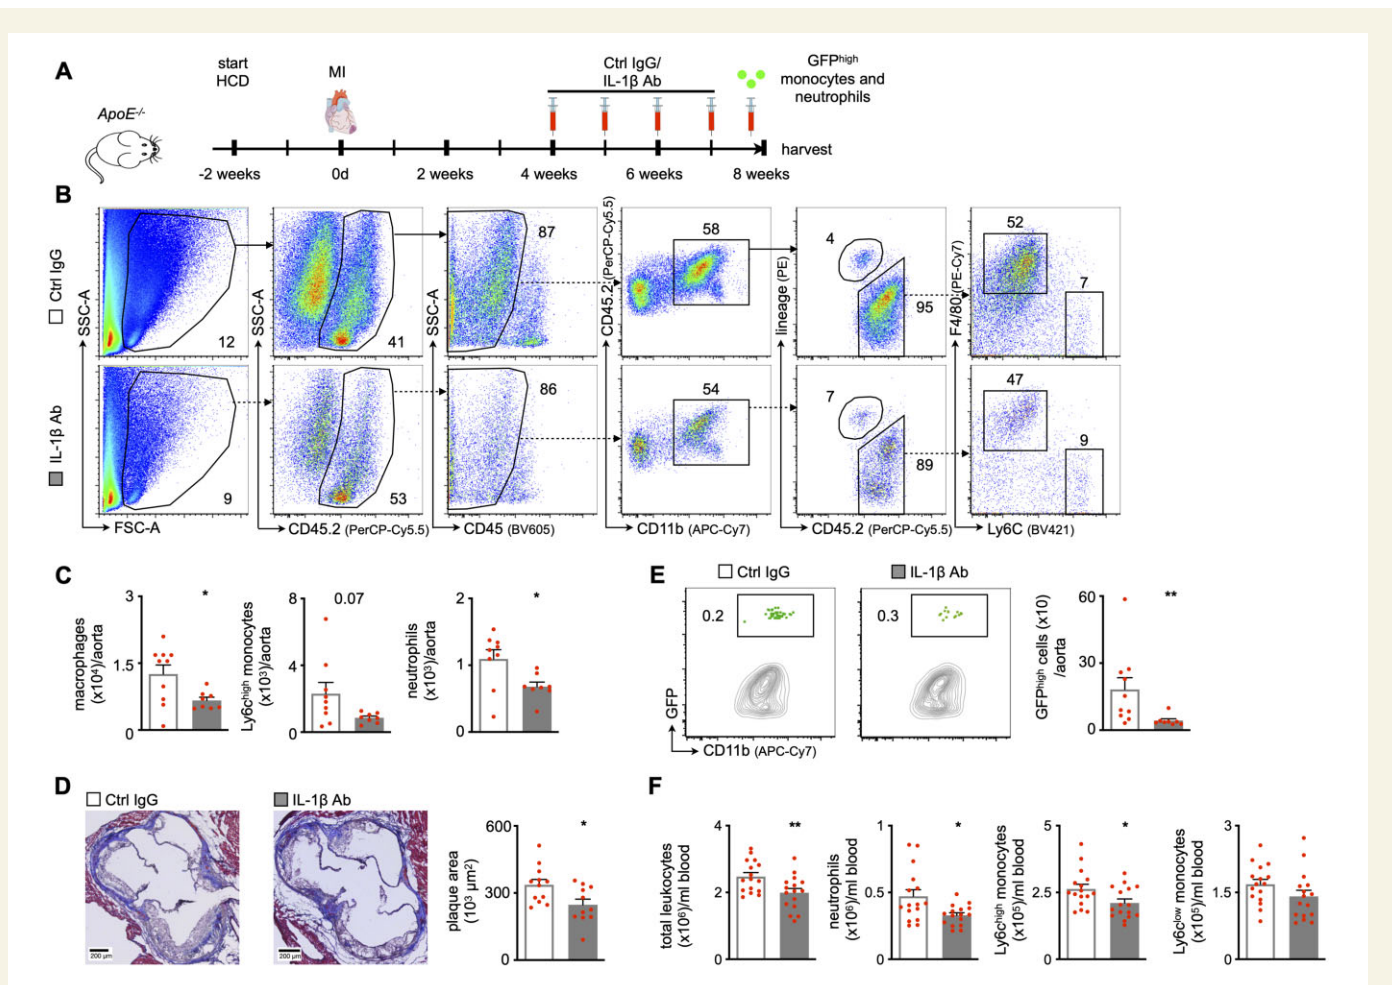 A
start
HCD
MI
Ctrl IgG/
IL-1β Ab
GFPhigh
monocytes and
neutrophils
ApoE-/-
harvest
-2 weeks
0d
2 weeks
4 weeks
6 weeks
8 weeks
B
Ctrl IgG
SSC-A
12
SSC-A
41
SSC-A
87
CD45.2 (PerCP-Cy5.5)
58
lineage (PE)
4
95
F4/80 (PE-Cy7)
52
7
IL-1β Ab
9
53
86
54
7
89
47
9
FSC-A
CD45.2 (PerCP-Cy5.5)
CD45 (BV605)
CD11b (APC-Cy7)
CD45.2 (PerCP-Cy5.5)
Ly6C (BV421)
C
macrophages
(x10⁴)/aorta
3
1.5
0
*
Ly6chigh monocytes
(x10³)/aorta
8
4
0
0.07
neutrophils
(x10³)/aorta
2
1
0
*
E
Ctrl IgG
IL-1β Ab
0.2
0.3
GFP
CD11b (APC-Cy7)
GFPhigh cells (x10)
/aorta
60
30
0
**
D
Ctrl IgG
IL-1β Ab
200 µm
200 µm
plaque area
(10³ µm²)
600
300
0
*
F
total leukocytes
(x10⁶)/ml blood
4
2
0
**
neutrophils
(x10⁶)/ml blood
1
0.5
0
*
Ly6chigh monocytes
(x10⁵)/ml blood
5
2.5
0
*
Ly6clow monocytes
(x10⁵)/ml blood
3
1.5
0